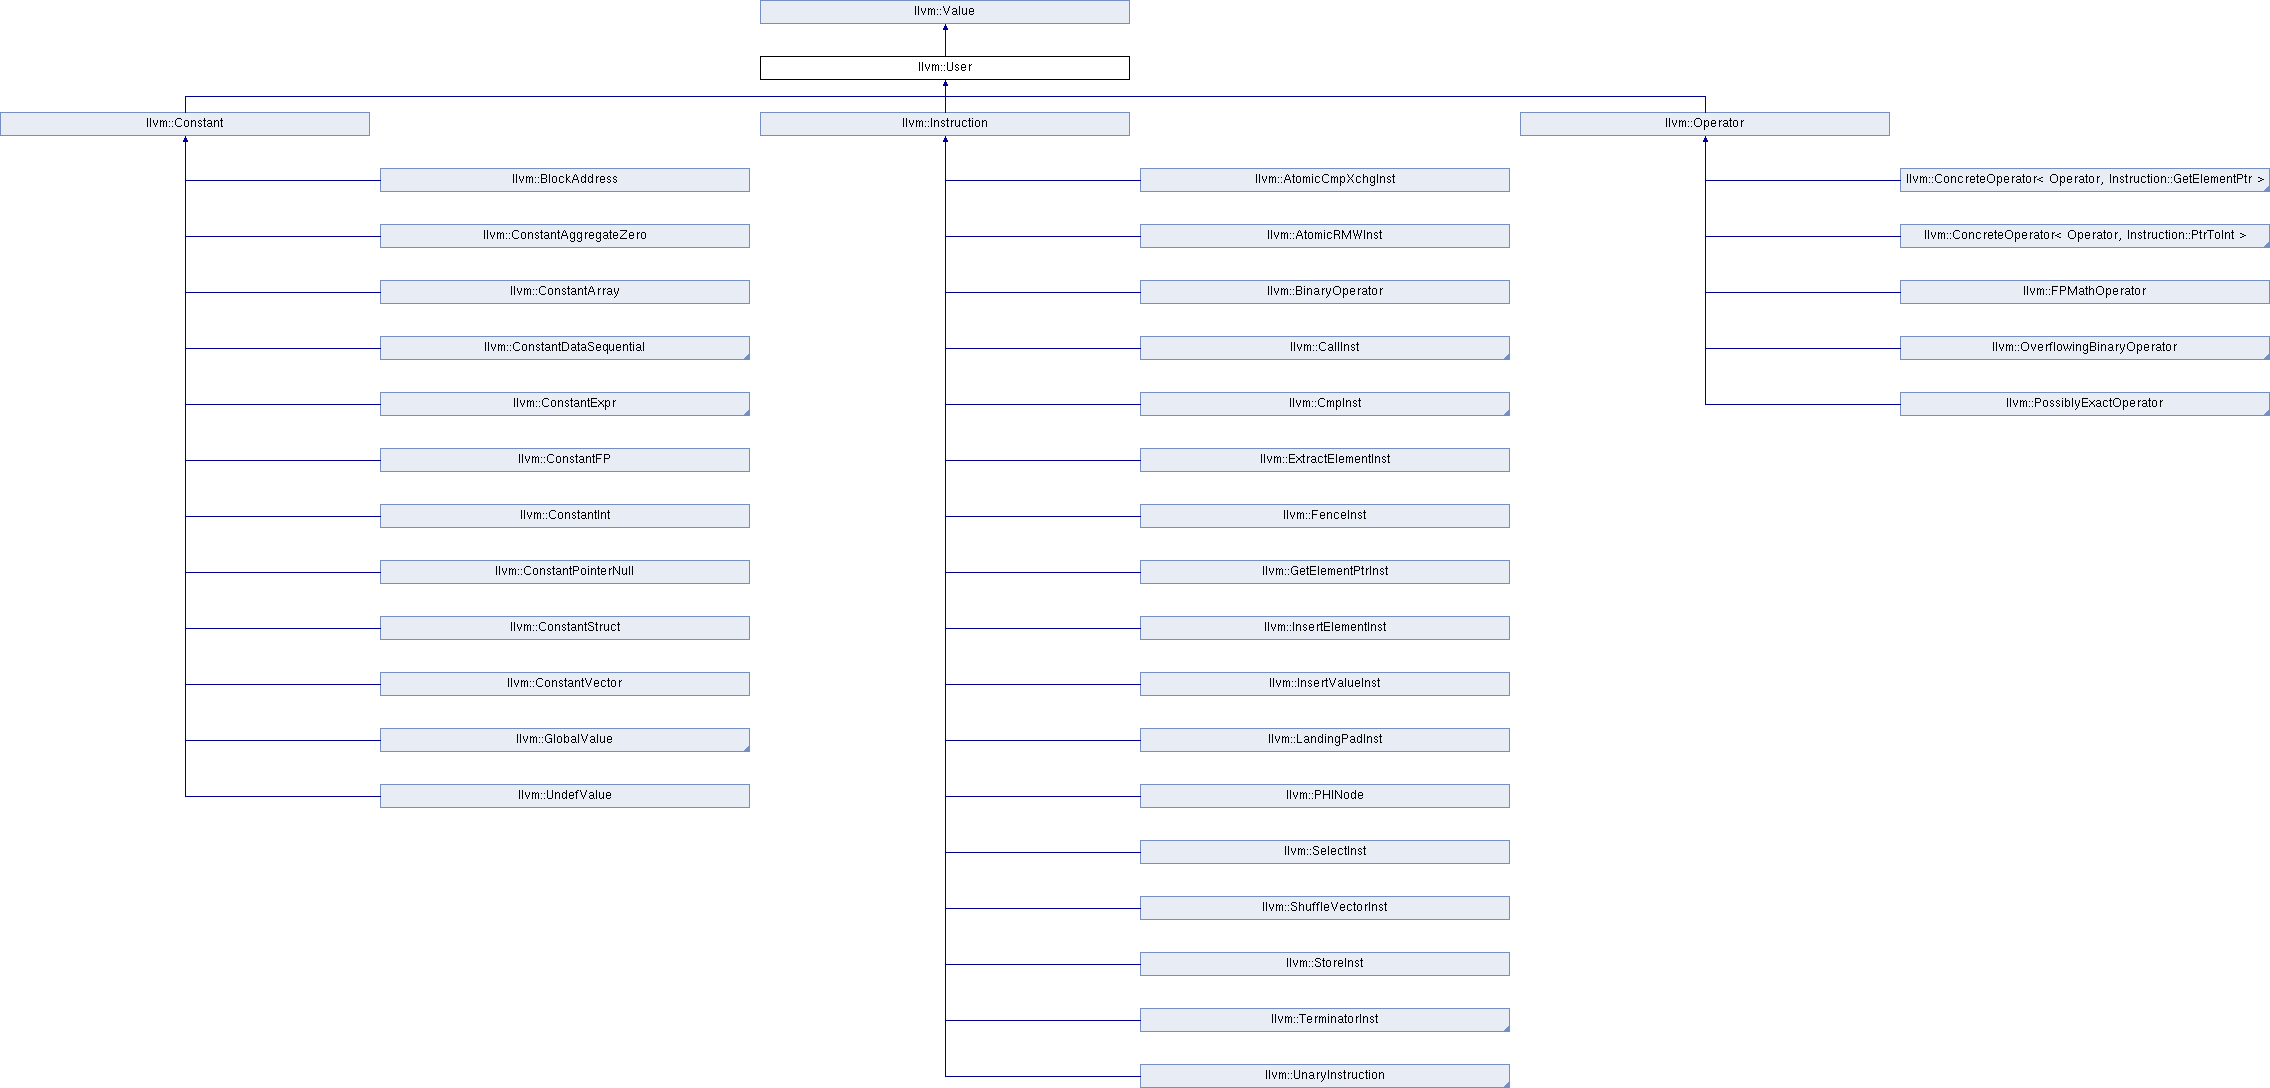 llvm::Value
llvm::User
llvm::Constant
llvm::Instruction
llvm::Operator
llvm::BlockAddress
llvm::AtomicCmpXchgInst
llvm::ConcreteOperator< Operator, Instruction::GetElementPtr >
llvm::ConstantAggregateZero
llvm::AtomicRMWInst
llvm::ConcreteOperator< Operator, Instruction::PtrToInt >
llvm::ConstantArray
llvm::BinaryOperator
llvm::FPMathOperator
llvm::ConstantDataSequential
llvm::CallInst
llvm::OverflowingBinaryOperator
llvm::ConstantExpr
llvm::CmpInst
llvm::PossiblyExactOperator
llvm::ConstantFP
llvm::ExtractElementInst
llvm::ConstantInt
llvm::FenceInst
llvm::ConstantPointerNull
llvm::GetElementPtrInst
llvm::ConstantStruct
llvm::InsertElementInst
llvm::ConstantVector
llvm::InsertValueInst
llvm::GlobalValue
llvm::LandingPadInst
llvm::UndefValue
llvm::PHINode
llvm::SelectInst
llvm::ShuffleVectorInst
llvm::StoreInst
llvm::TerminatorInst
llvm::UnaryInstruction